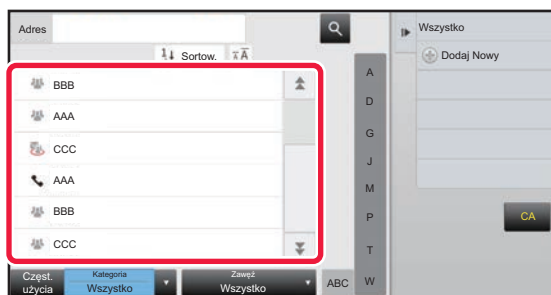 Adres
Sortow.
BBB
AAA
CCC
AAA
BBB
CCC
A
D
G
J
M
P
T
W
Częst.
użycia
Kategoria
Wszystko
Zawęź
Wszystko
ABC
Wszystko
Dodaj Nowy
CA